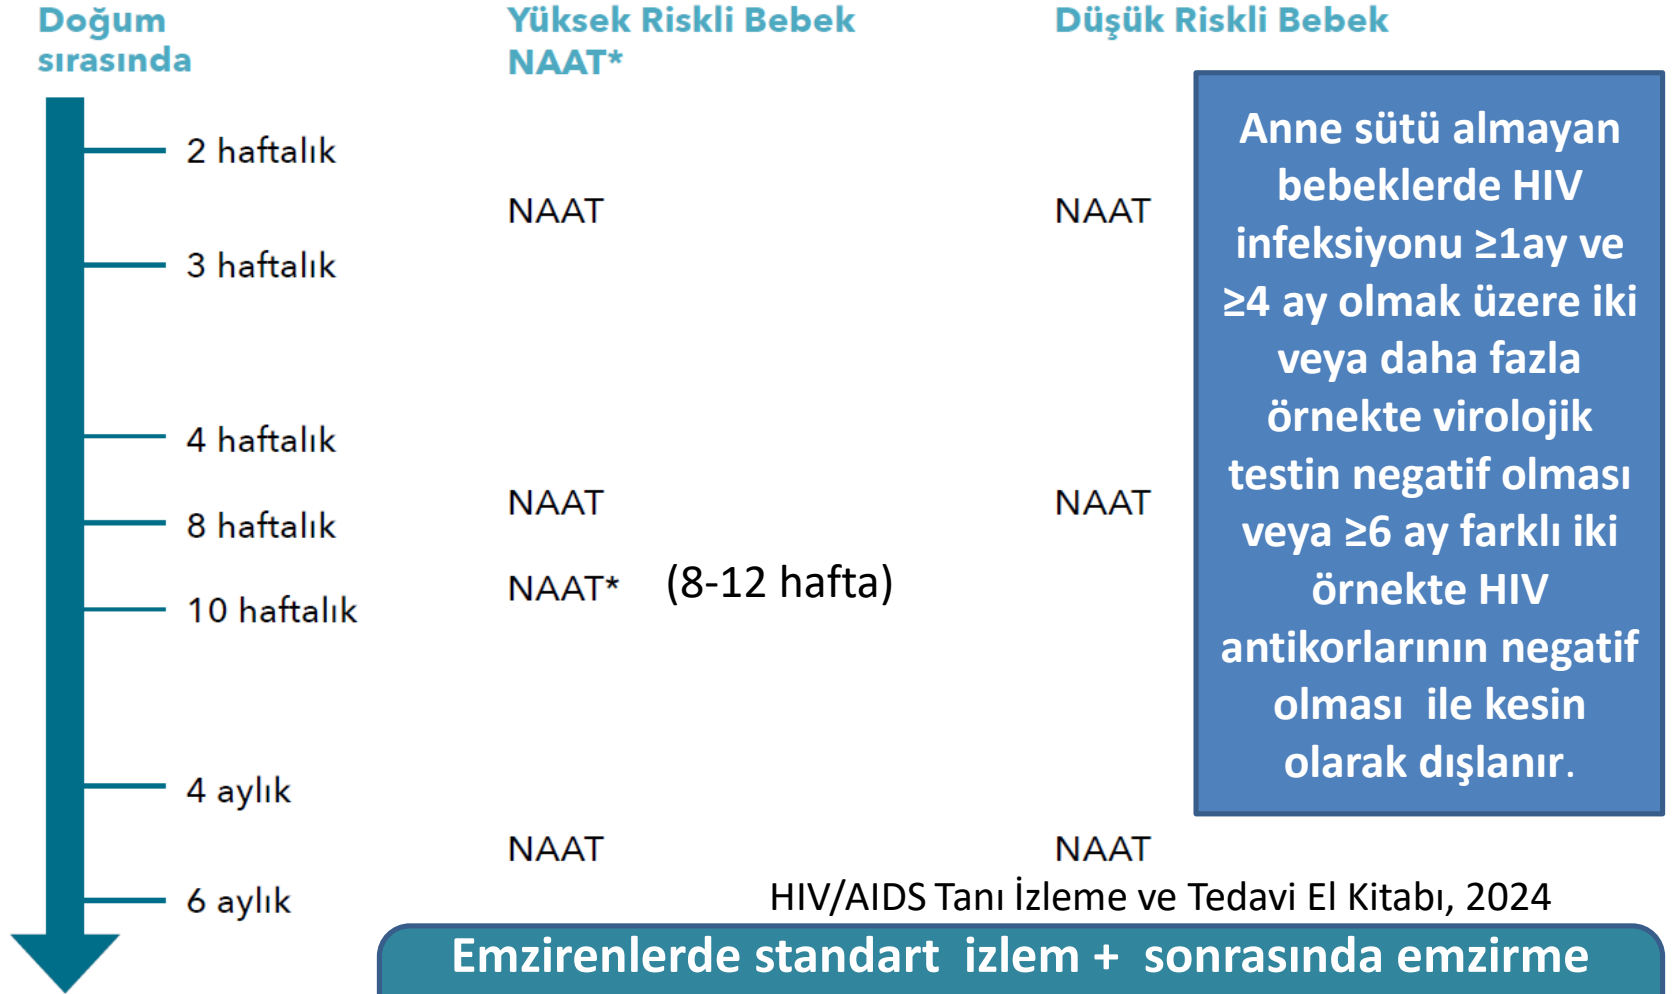 Doğum
sırasında
Yüksek Riskli Bebek
NAAT*
Düşük Riskli Bebek
2 haftalık
NAAT
NAAT
3 haftalık
4 haftalık
NAAT
NAAT
8 haftalık
NAAT* (8-12 hafta)
10 haftalık
4 aylık
NAAT
NAAT
6 aylık
Anne sütü almayan
bebeklerde HIV
infeksiyonu ≥1ay ve
≥4 ay olmak üzere iki
veya daha fazla
örnekte virolojik
testin negatif olması
veya ≥6 ay farklı iki
örnekte HIV
antikorlarının negatif
olması ile kesin
olarak dışlanır.
HIV/AIDS Tanı İzleme ve Tedavi El Kitabı, 2024
Emzirenlerde standart izlem + sonrasında emzirme